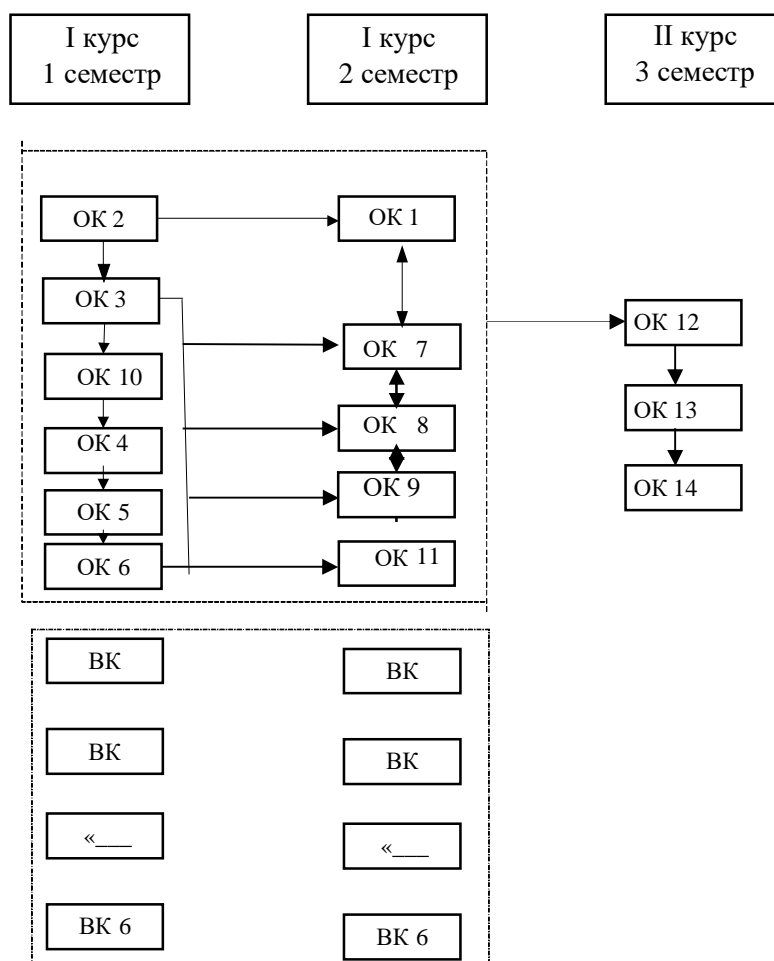 І курс
1 семестр
І курс
2 семестр
ІІ курс
3 семестр
ОК 2
ОК 1
ОК 3
ОК 12
ОК 7
ОК 10
ОК 13
ОК 8
ОК 4
ОК 14
ОК 9
ОК 5
ОК 11
ОК 6
ВК
ВК
ВК
ВК
«___
«___
ВК 6
ВК 6